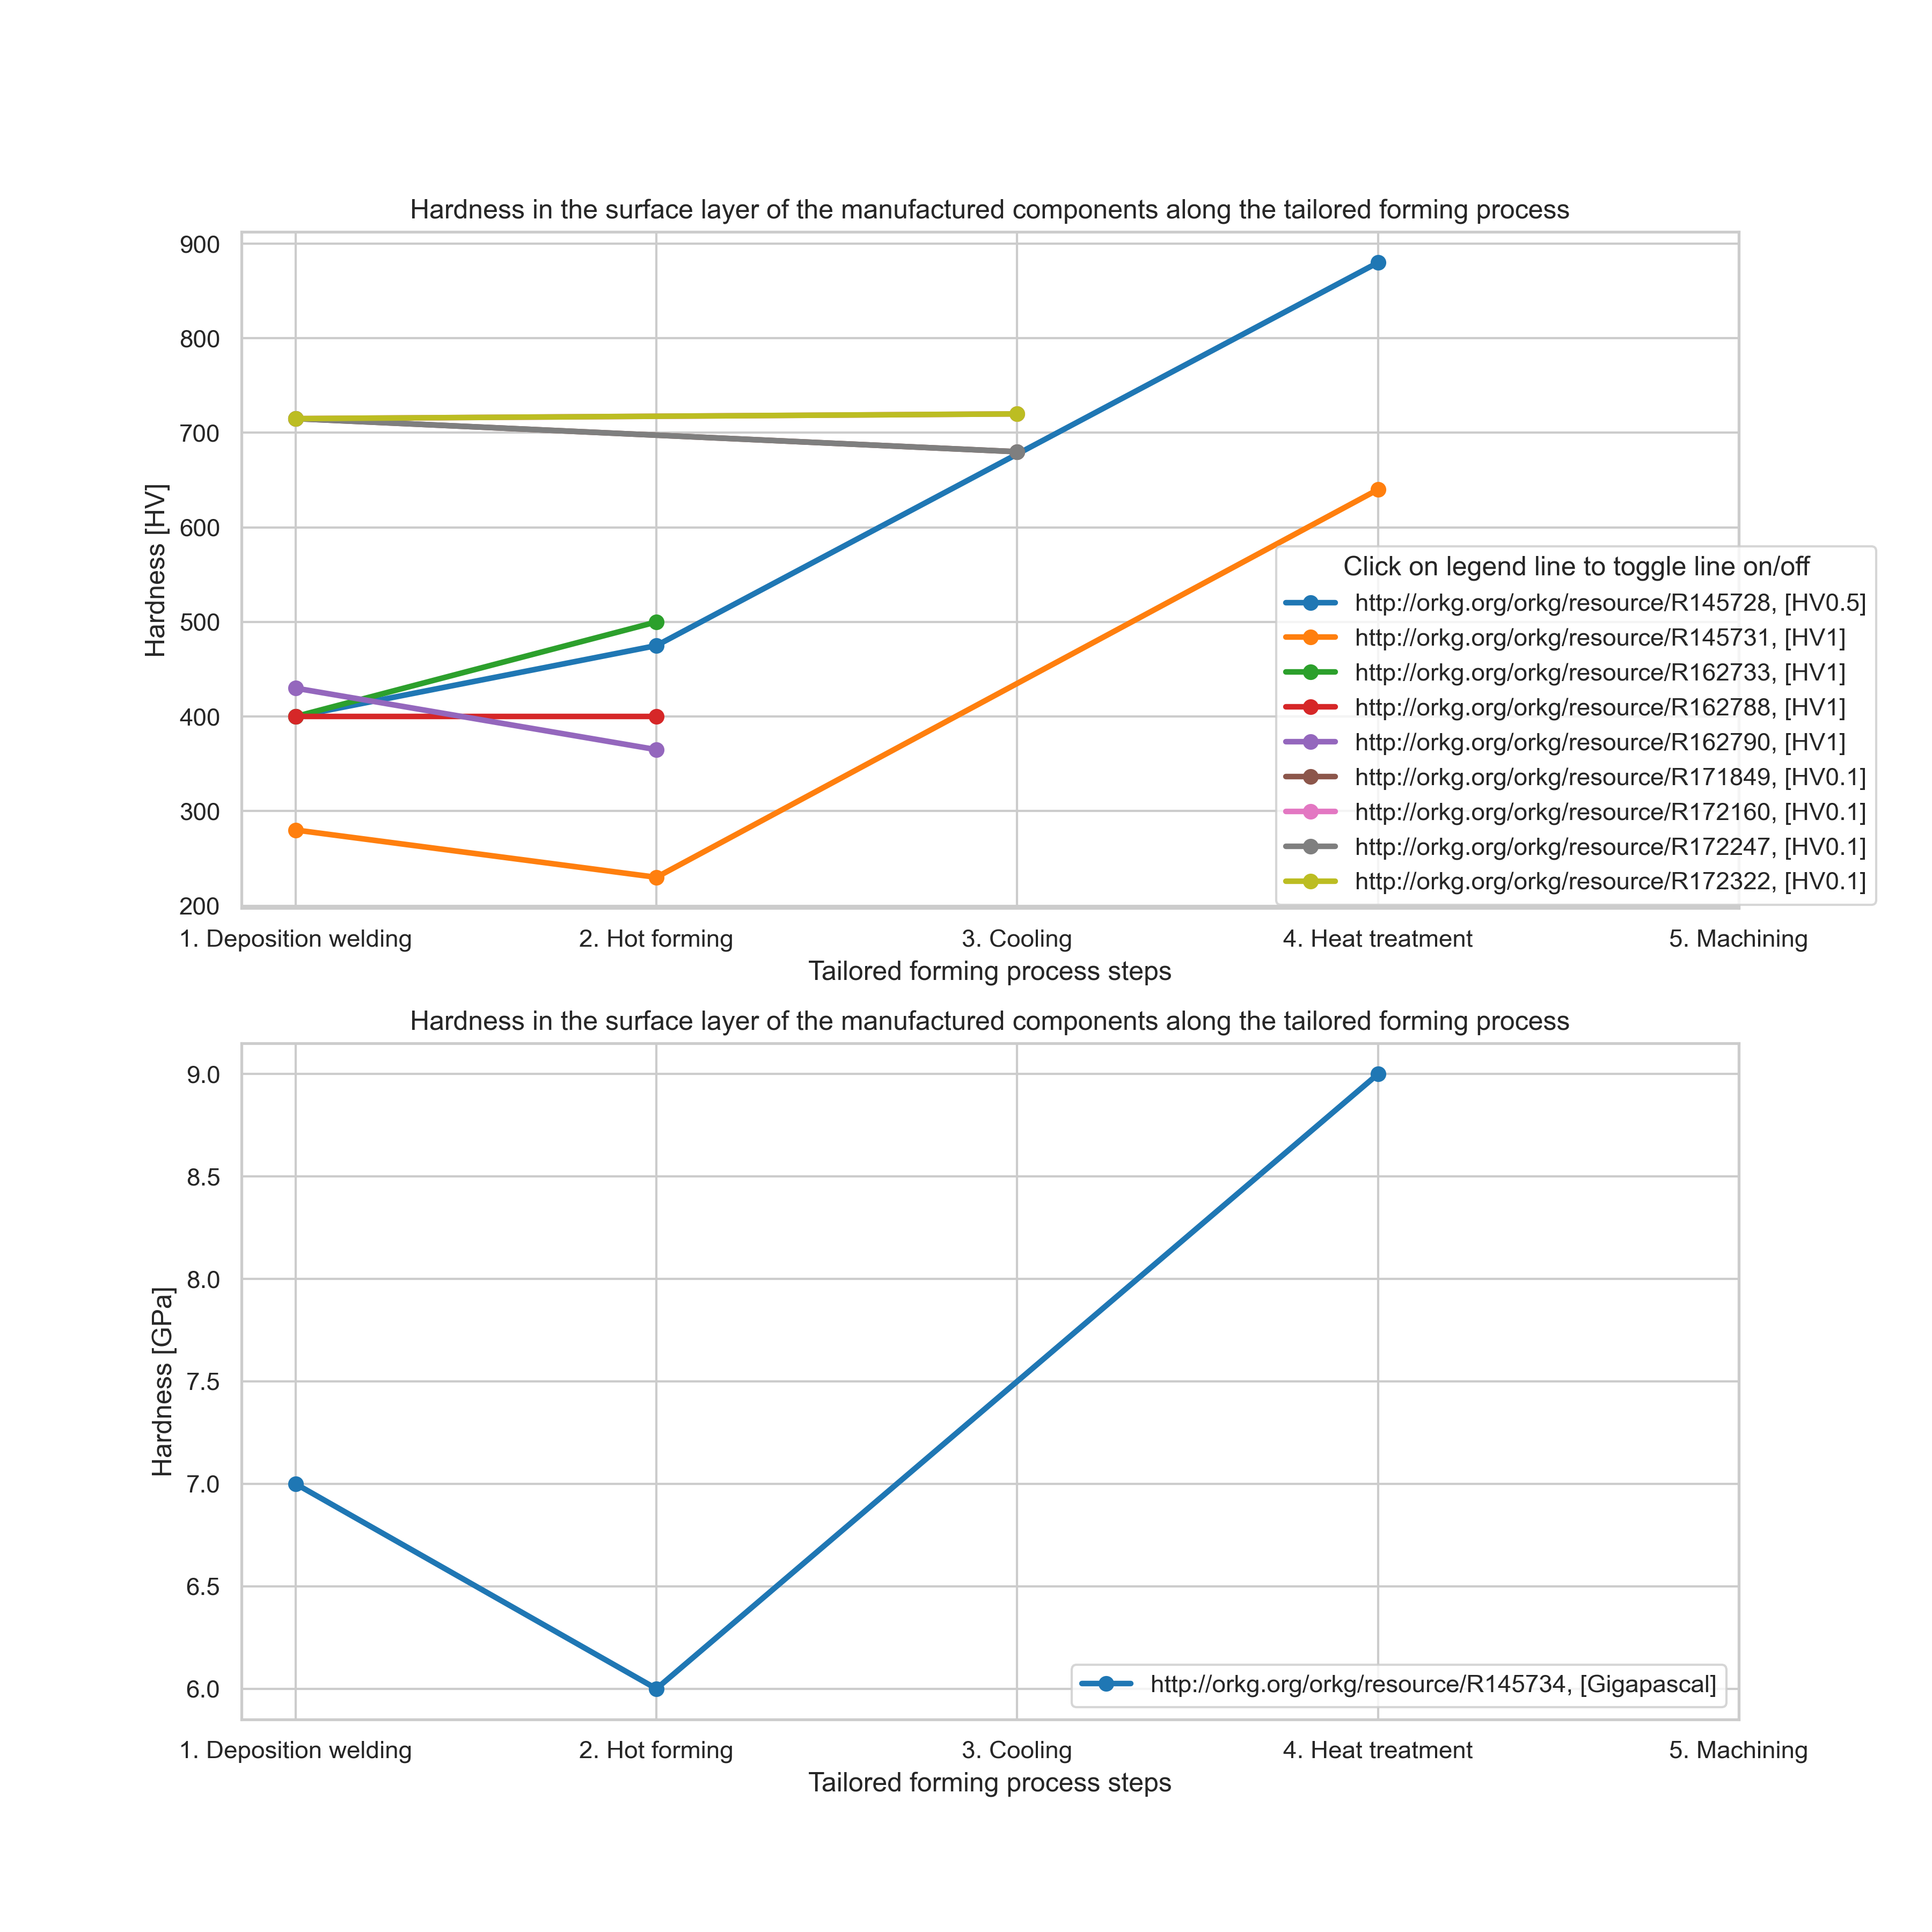 Hardness in the surface layer of the manufactured components along the tailored forming process
900
800
700
600
500
400
300
200
Hardness [HV]
Click on legend line to toggle line on/off
http://orkg.org/orkg/resource/R145728, [HV0.5]
http://orkg.org/orkg/resource/R145731, [HV1]
http://orkg.org/orkg/resource/R162733, [HV1]
http://orkg.org/orkg/resource/R162788, [HV1]
http://orkg.org/orkg/resource/R162790, [HV1]
http://orkg.org/orkg/resource/R171849, [HV0.1]
http://orkg.org/orkg/resource/R172160, [HV0.1]
http://orkg.org/orkg/resource/R172247, [HV0.1]
http://orkg.org/orkg/resource/R172322, [HV0.1]
1. Deposition welding 2. Hot forming 3. Cooling 4. Heat treatment 5. Machining
Tailored forming process steps
Hardness in the surface layer of the manufactured components along the tailored forming process
9.0
8.5
8.0
7.5
7.0
6.5
6.0
Hardness [GPa]
http://orkg.org/orkg/resource/R145734, [Gigapascal]
1. Deposition welding 2. Hot forming 3. Cooling 4. Heat treatment 5. Machining
Tailored forming process steps